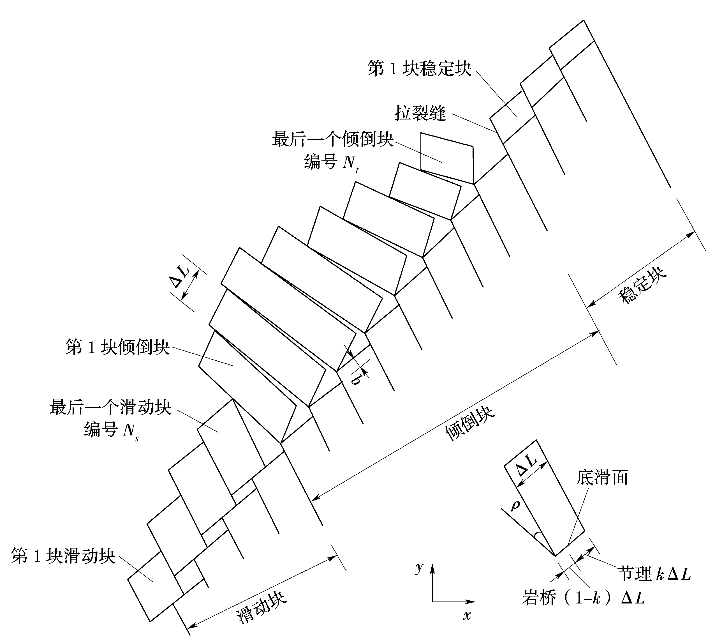 第1块稳定块
拉裂缝
最后一个倾倒块
编号 Nr
ΔL
稳定块
第1块倾倒块
b
最后一个滑动块
编号 Ns
倾倒块
ΔL
底滑面
ρ
第1块滑动块
y
节理 kΔL
岩桥（1−k）ΔL
滑动块
x